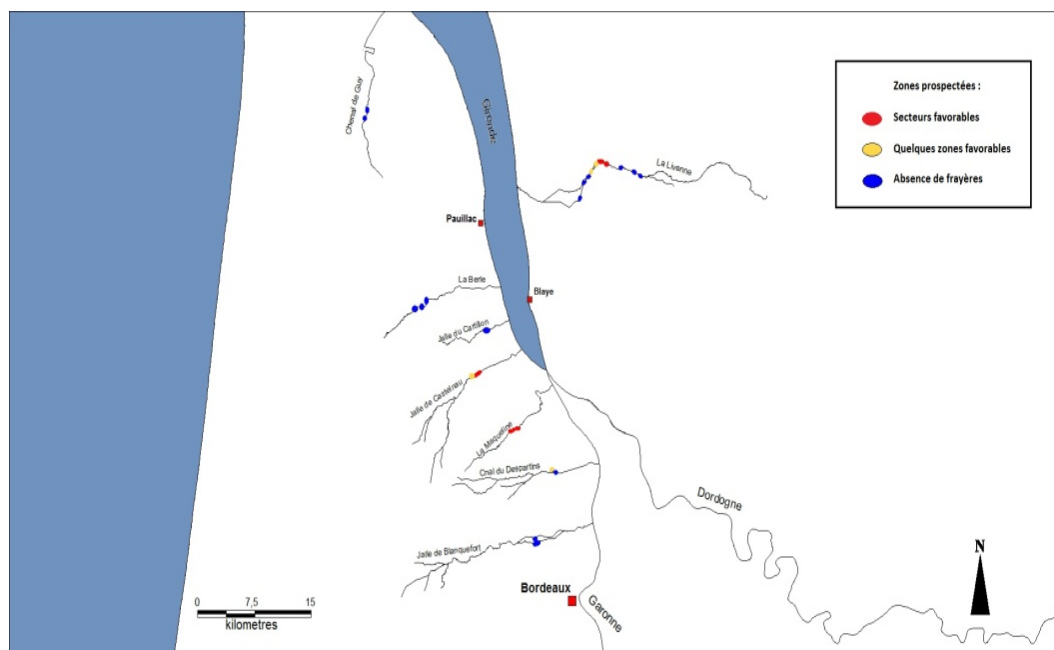 Zones prospectées :
Secteurs favorables
Quelques zones favorables
Absence de frayères
Chenal de Guy
Gironde
La Livenne
Pauillac
La Berle
Blaye
Jalle du Cartillon
Jalle de Castelnau
La Maqueline
Cnal du Despartins
Dordogne
Jalle de Blanquefort
Bordeaux
Garonne
N
0 7,5 15
kilometres